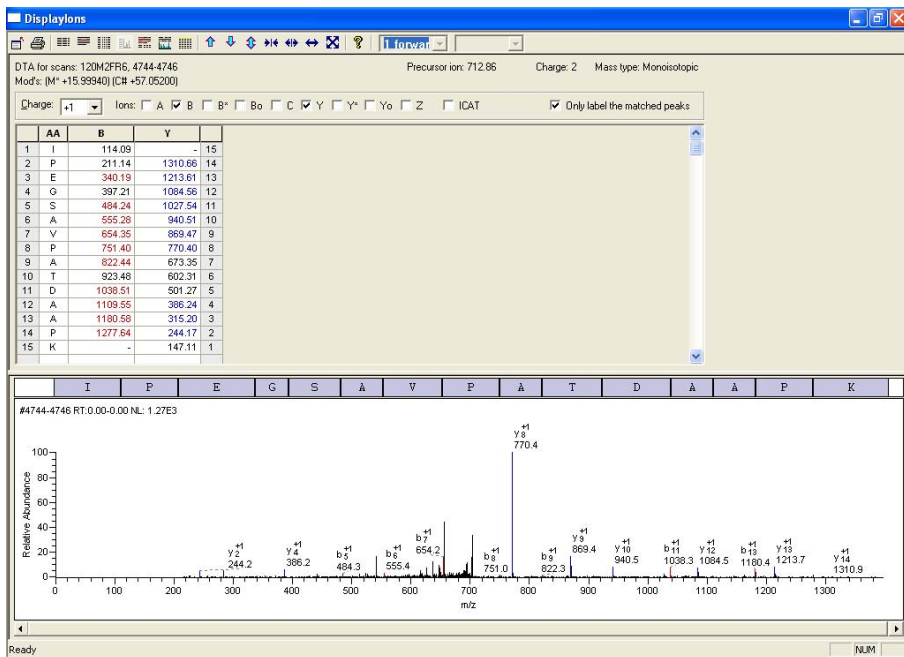 DisplayIons
1 forwar
DTA for scans: 120M2FR6, 4744-4746 Precursor ion: 712.86 Charge: 2 Mass type: Monoisotopic
Mod's: (M* +15.99940) (C# +57.05200)
Charge: +1 Ions: A B B* Bo C Y Y* Yo Z ICAT Only label the matched peaks
AA B Y
1 I 114.09 - 15
2 P 211.14 1310.66 14
3 E 340.19 1213.61 13
4 G 397.21 1084.56 12
5 S 484.24 1027.54 11
6 A 555.28 940.51 10
7 V 654.35 869.47 9
8 P 751.40 770.40 8
9 A 822.44 673.35 7
10 T 923.48 602.31 6
11 D 1038.51 501.27 5
12 A 1109.55 386.24 4
13 A 1180.58 315.20 3
14 P 1277.64 244.17 2
15 K - 147.11 1
I P E G S A V P A T D A A P K
#4744-4746 RT:0.00-0.00 NL: 1.27E3
Relative Abundance
100
80
60
40
20
0
y8 +1
770.4
y2 +1
244.2
y4 +1
386.2
b5 +1
484.3
b6 +1
555.4
b7 +1
654.2
b8 +1
751.0
b9 +1
822.3
y9 +1
869.4
y10 +1
940.5
b11 +1
1038.3
y12 +1
1084.5
b13 +1
1180.4
y13 +1
1213.7
y14 +1
1310.9
0 100 200 300 400 500 600 700 800 900 1000 1100 1200 1300
m/z
Ready NUM